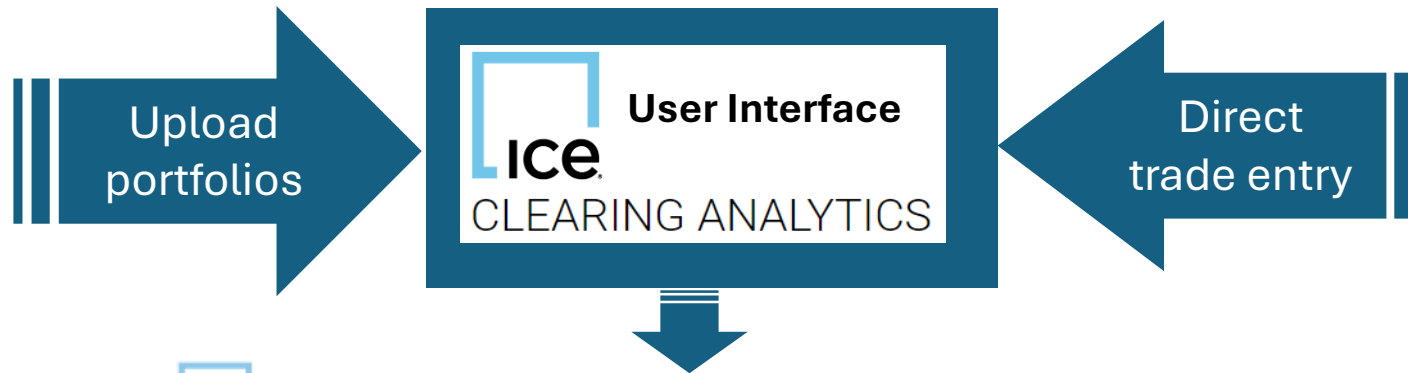 Upload
portfolios
User Interface
ice
CLEARING ANALYTICS
Direct
trade entry